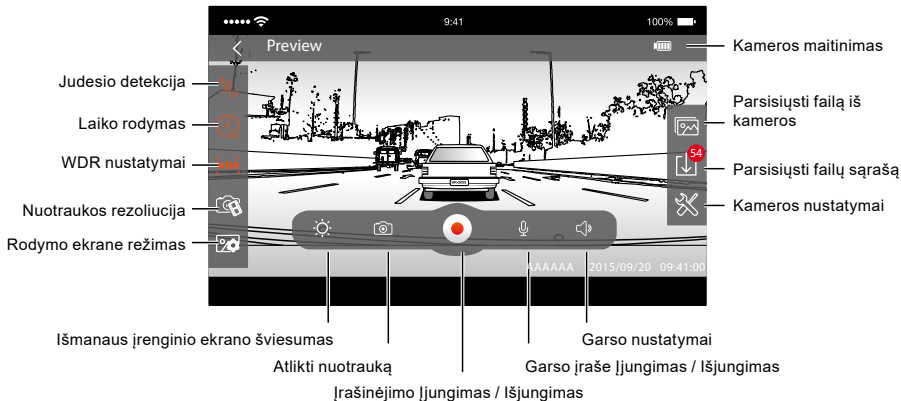 9:41
100%
Preview
Kameros maitinimas
Judesio detekcija
Laiko rodymas
WDR nustatymai
Nuotraukos rezoliucija
Rodymo ekrane režimas
Parsisiųsti failą iš
kameros
54
Parsisiųsti failų sąrašą
Kameros nustatymai
AAAAAA 2015/09/20 09:41:00
Išmanaus įrenginio ekrano šviesumas
Garso nustatymai
Atlikti nuotrauką
Garso įraše Įjungimas / Išjungimas
Įrašinėjimo Įjungimas / Išjungimas